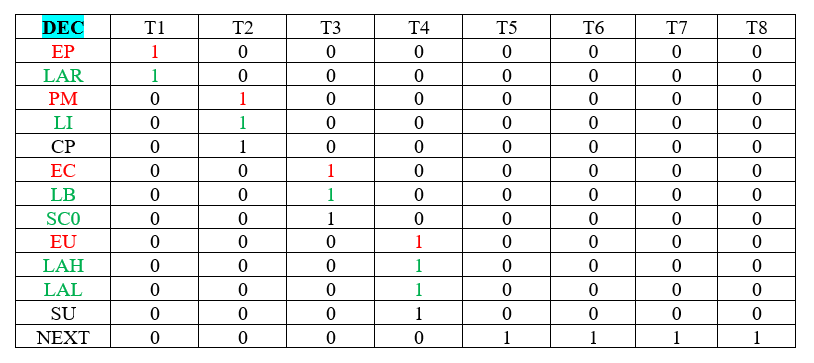 DEC T1 T2 T3 T4 T5 T6 T7 T8
EP 1 0 0 0 0 0 0 0
LAR 1 0 0 0 0 0 0 0
PM 0 1 0 0 0 0 0 0
LI 0 1 0 0 0 0 0 0
CP 0 1 0 0 0 0 0 0
EC 0 0 1 0 0 0 0 0
LB 0 0 1 0 0 0 0 0
SC0 0 0 1 0 0 0 0 0
EU 0 0 0 1 0 0 0 0
LAH 0 0 0 1 0 0 0 0
LAL 0 0 0 1 0 0 0 0
SU 0 0 0 1 0 0 0 0
NEXT 0 0 0 0 1 1 1 1